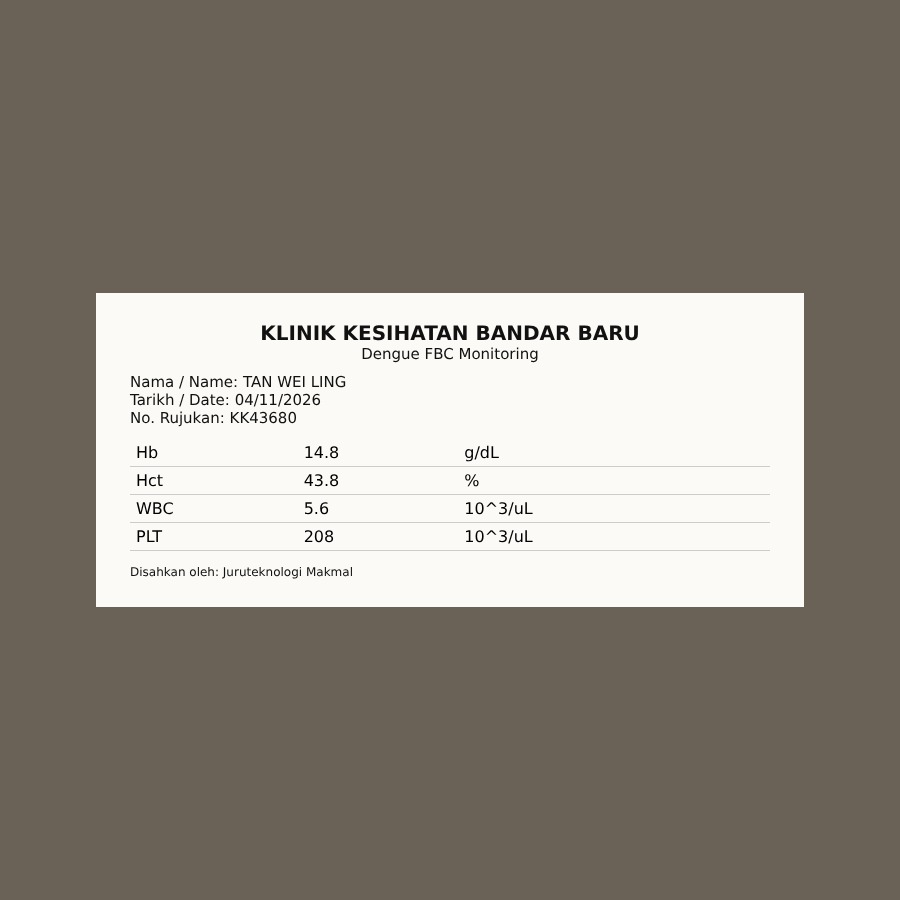 KLINIK KESIHATAN BANDAR BARU
Dengue FBC Monitoring
Nama / Name: TAN WEI LING
Tarikh / Date: 04/11/2026
No. Rujukan: KK43680
Hb 14.8 g/dL
Hct 43.8 %
WBC 5.6 10^3/uL
PLT 208 10^3/uL
Disahkan oleh: Juruteknologi Makmal